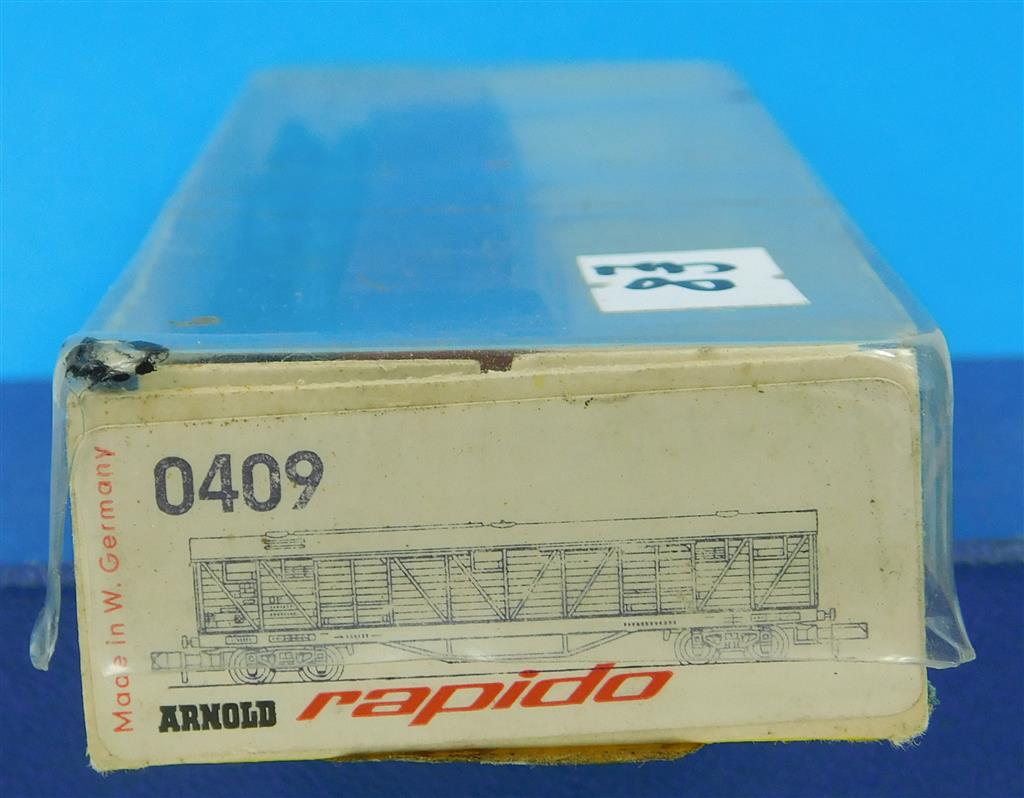 0409
Made in W. Germany
ARNOLD rapido